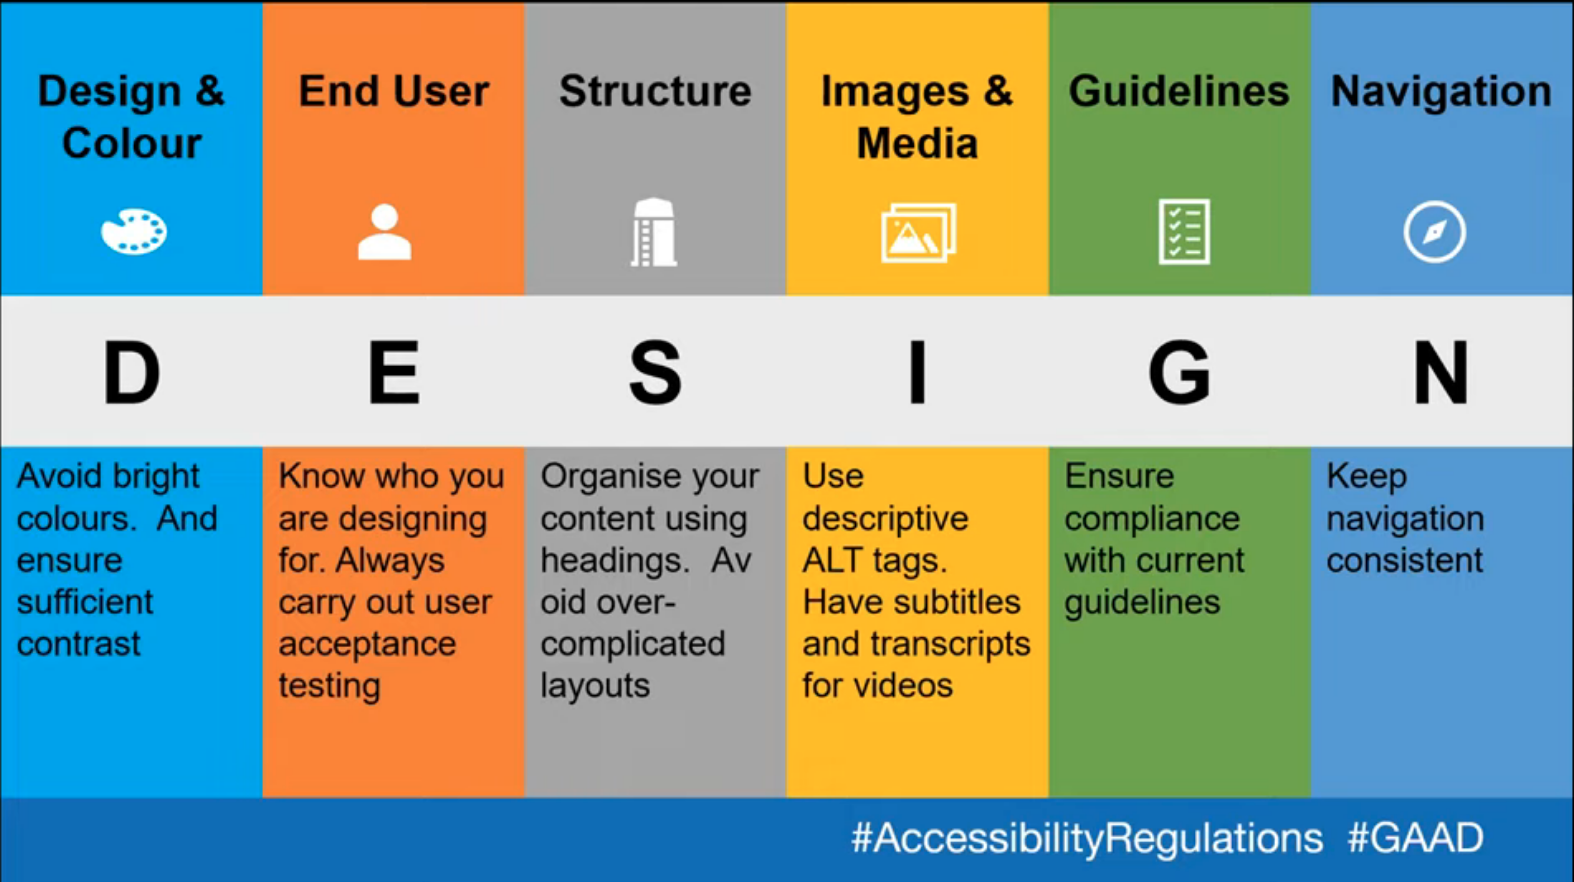 Design &
Colour
End User
Structure
Images &
Media
Guidelines
Navigation
D E S I G N
Avoid bright
colours.  And
ensure
sufficient
contrast
Know who you
are designing
for. Always
carry out user
acceptance
testing
Organise your
content using
headings.  Av
oid over-
complicated
layouts
Use
descriptive
ALT tags.
Have subtitles
and transcripts
for videos
Ensure
compliance
with current
guidelines
Keep
navigation
consistent
#AccessibilityRegulations  #GAAD